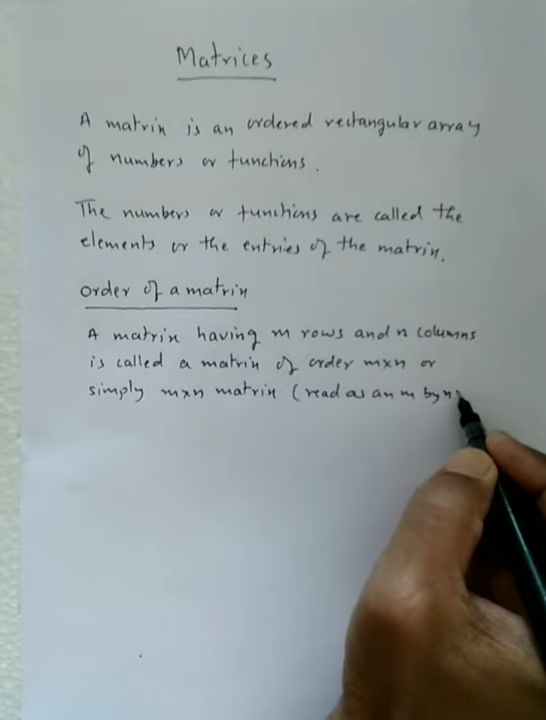 Matrices
A matrix is an ordered rectangular array
of numbers or functions.
The numbers or functions are called the
elements or the entries of the matrix.
Order of a matrix
A matrix having m rows and n columns
is called a matrix of order m×n or
simply m×n matrix (read as an m by n